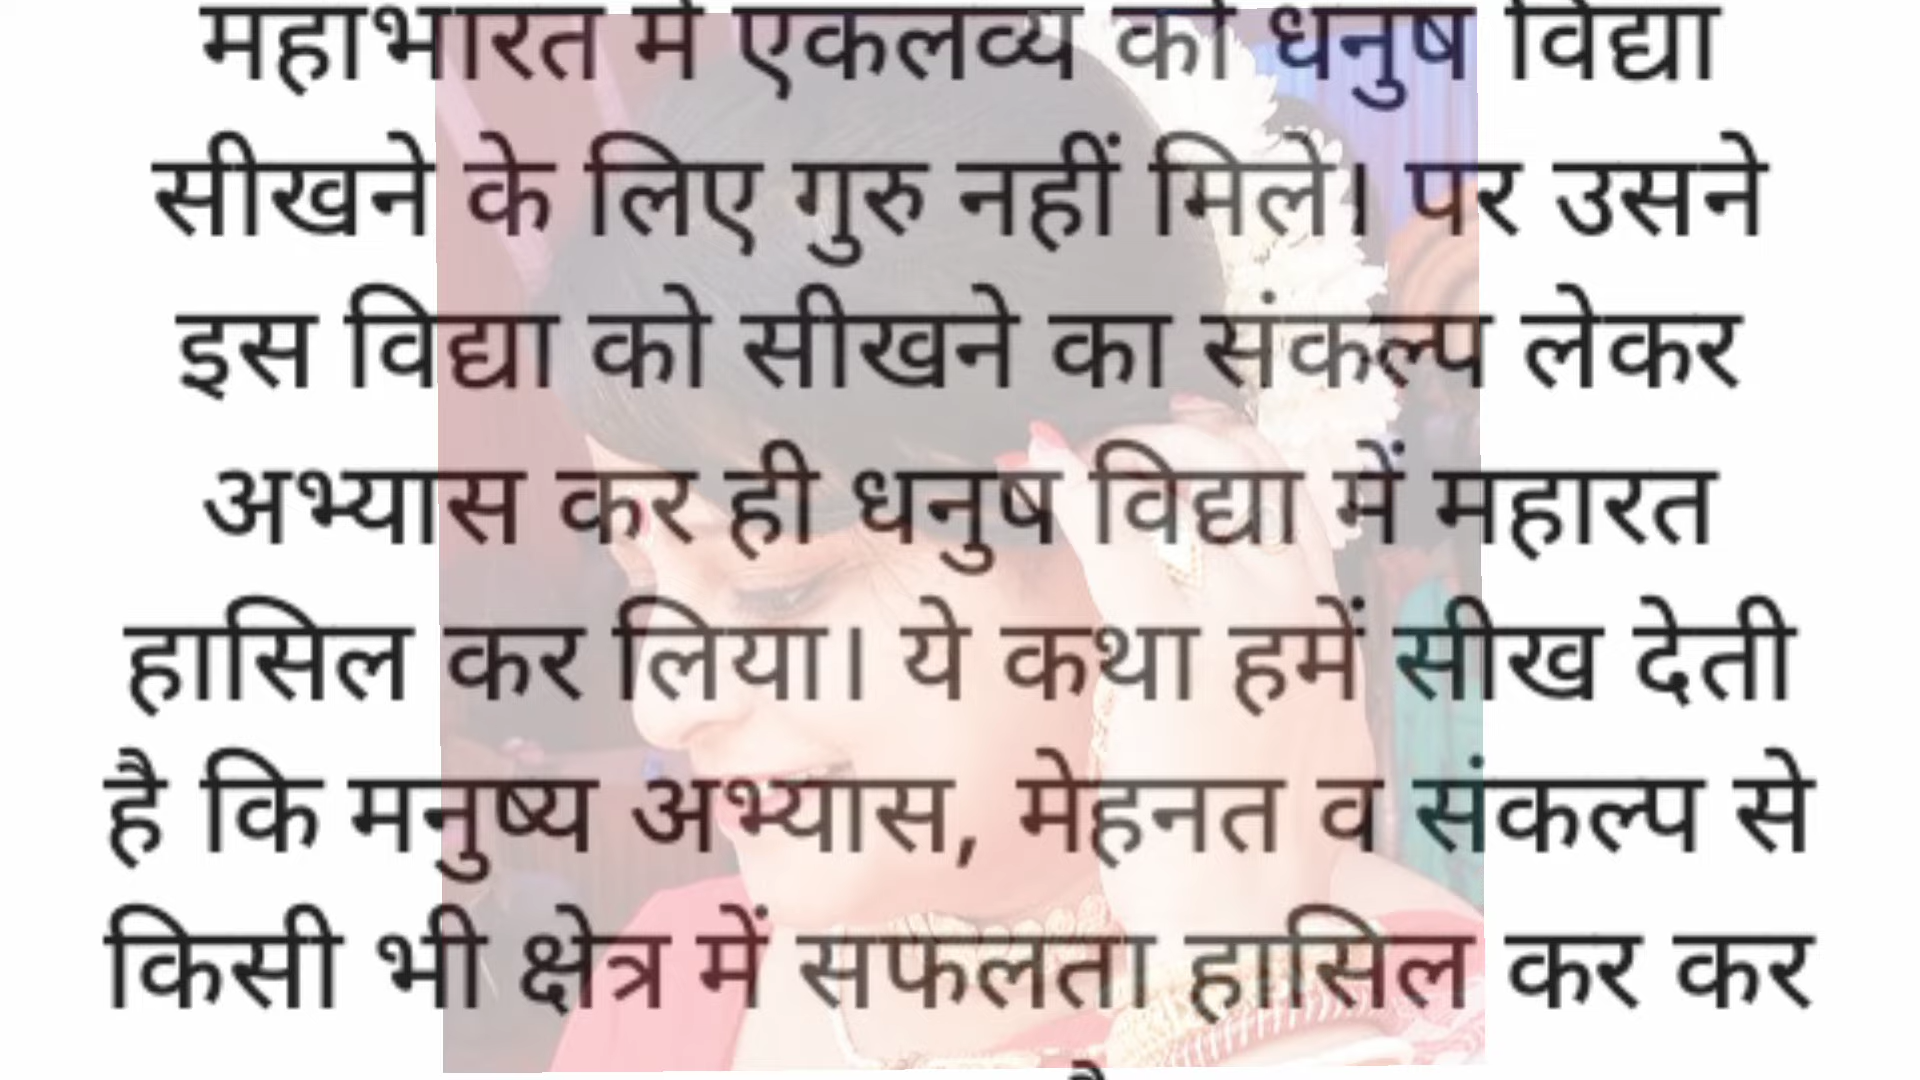 महाभारत में एकलव्य को धनुष विद्या
सीखने के लिए गुरु नहीं मिले। पर उसने
इस विद्या को सीखने का संकल्प लेकर
अभ्यास कर ही धनुष विद्या में महारत
हासिल कर लिया। ये कथा हमें सीख देती
है कि मनुष्य अभ्यास, मेहनत व संकल्प से
किसी भी क्षेत्र में सफलता हासिल कर कर